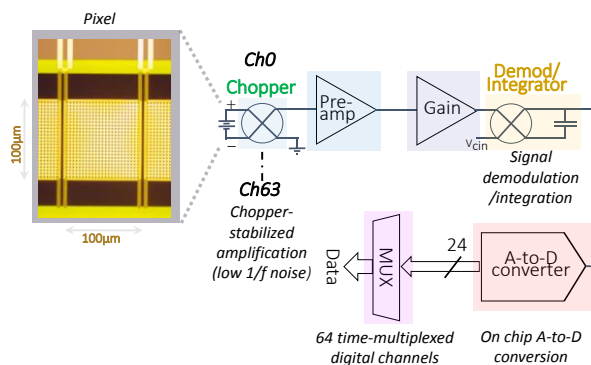 Pixel
100µm
100µm
Ch0
Chopper
+
−
Ch63
Chopper-
stabilized
amplification
(low 1/f noise)
Pre-
amp
Gain
Demod/
Integrator
vcin
Signal
demodulation
/integration
Data
MUX
24
A-to-D
converter
64 time-multiplexed
digital channels
On chip A-to-D
conversion